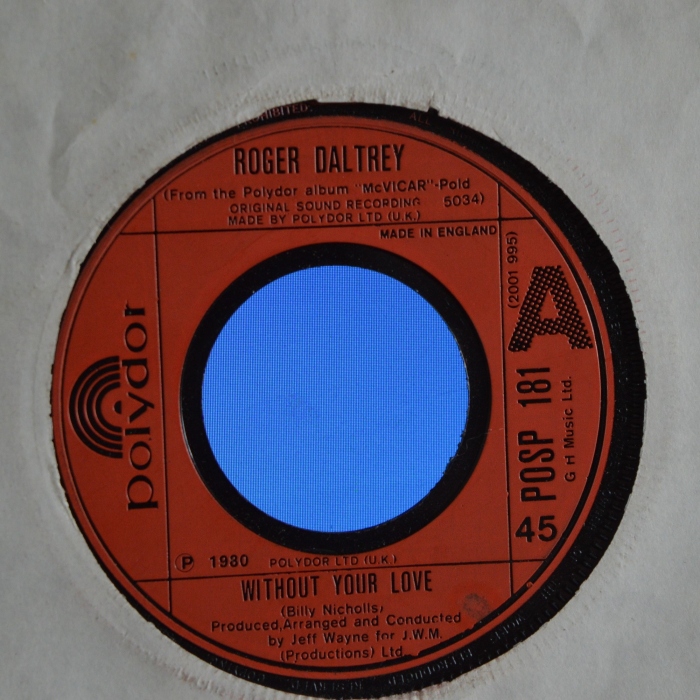 ROGER DALTREY
(From the Polydor album "McVICAR"-Pold
ORIGINAL SOUND RECORDING 5034)
MADE BY POLYDOR LTD (U.K.)
MADE IN ENGLAND
polydor
(2001 995)
A
POSP 181
G H Music Ltd.
45
Ⓟ 1980 POLYDOR LTD (U.K.)
WITHOUT YOUR LOVE
(Billy Nicholls)
Produced, Arranged and Conducted
by Jeff Wayne for J.W.M.
(Productions) Ltd.